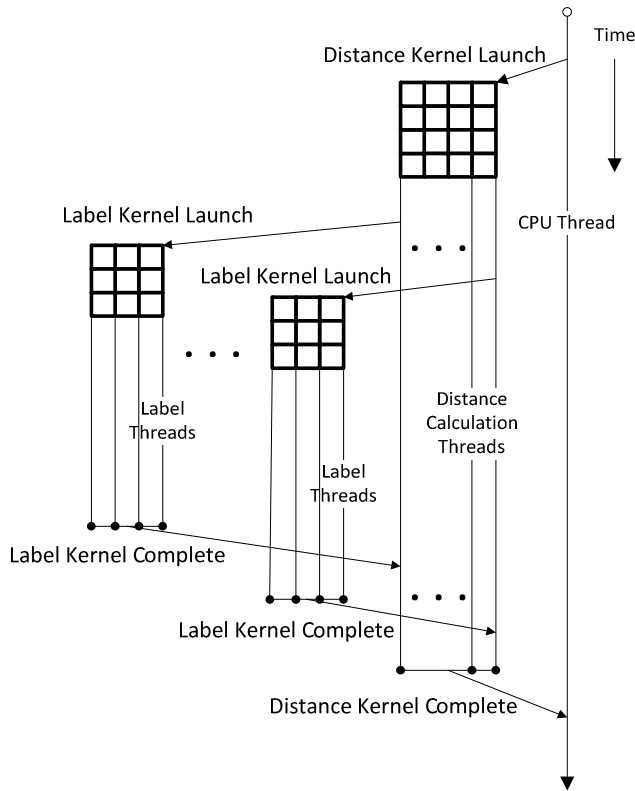 Time
Distance Kernel Launch
Label Kernel Launch
CPU Thread
Label Kernel Launch
Label
Threads
Distance
Calculation
Threads
Label
Threads
Label Kernel Complete
Label Kernel Complete
Distance Kernel Complete